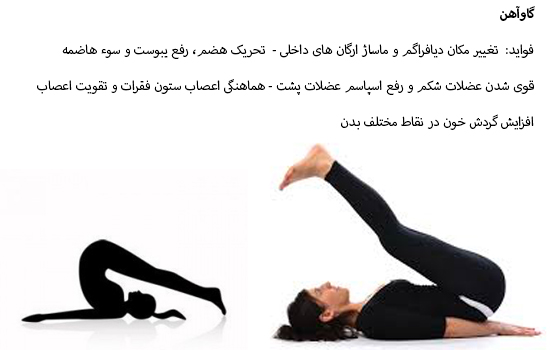 گاوآهن
فواید: تغییر مکان دیافراگم و ماساژ ارگان های داخلی - تحریک هضم، رفع یبوست و سوء هاضمه
قوی شدن عضلات شکم و رفع اسپاسم عضلات پشت - هماهنگی اعصاب ستون فقرات و تقویت اعصاب
افزایش گردش خون در نقاط مختلف بدن